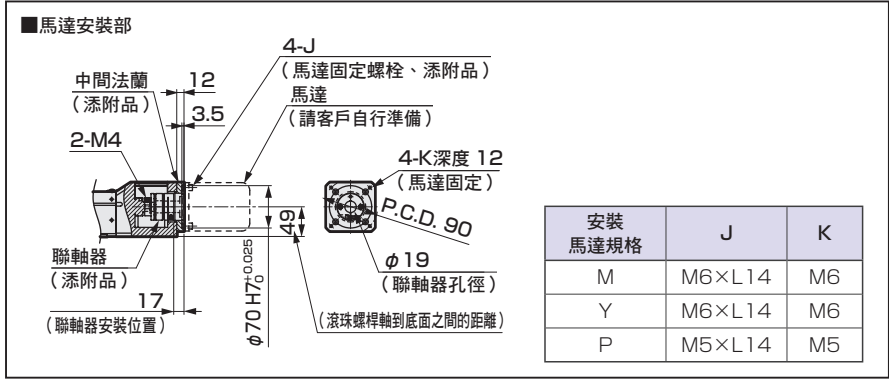 ■馬達安裝部
4-J
（馬達固定螺栓、添附品）
中間法蘭
（添附品）
12
3.5
馬達
（請客戶自行準備）
2-M4
4-K深度 12
（馬達固定）
P.C.D. 90
49
聯軸器
（添附品）
φ19
（聯軸器孔徑）
17
（聯軸器安裝位置）
φ70 H7 +0.025 0
（滾珠螺桿軸到底面之間的距離）
安裝
馬達規格 J K
M M6×L14 M6
Y M6×L14 M6
P M5×L14 M5